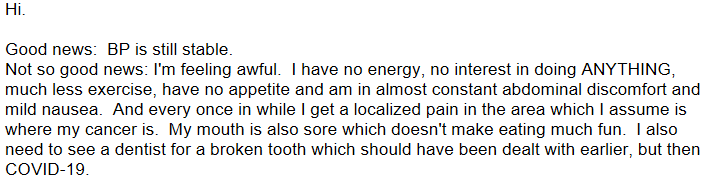 Hi.
Good news:  BP is still stable.
Not so good news: I'm feeling awful.  I have no energy, no interest in doing ANYTHING,
much less exercise, have no appetite and am in almost constant abdominal discomfort and
mild nausea.  And every once in while I get a localized pain in the area which I assume is
where my cancer is.  My mouth is also sore which doesn't make eating much fun.  I also
need to see a dentist for a broken tooth which should have been dealt with earlier, but then
COVID-19.